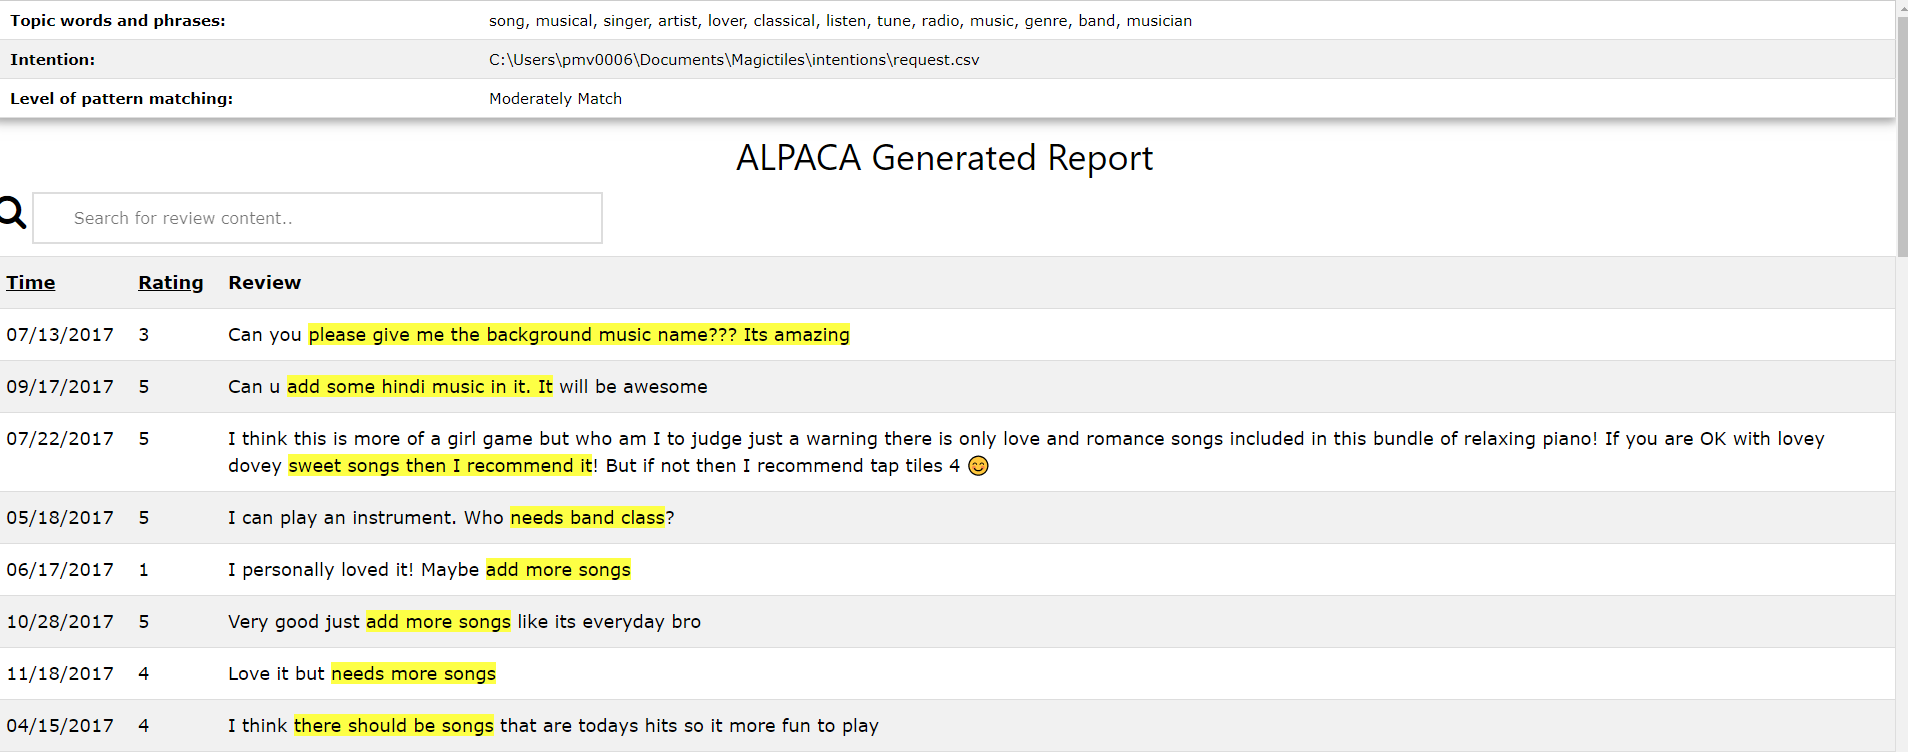 Topic words and phrases: song, musical, singer, artist, lover, classical, listen, tune, radio, music, genre, band, musician
Intention: C:\Users\pmv0006\Documents\Magictiles\intentions\request.csv
Level of pattern matching: Moderately Match
ALPACA Generated Report
Search for review content..
Time Rating Review
07/13/2017 3 Can you please give me the background music name??? Its amazing
09/17/2017 5 Can u add some hindi music in it. It will be awesome
07/22/2017 5 I think this is more of a girl game but who am I to judge just a warning there is only love and romance songs included in this bundle of relaxing piano! If you are OK with lovey
dovey sweet songs then I recommend it! But if not then I recommend tap tiles 4 😊
05/18/2017 5 I can play an instrument. Who needs band class?
06/17/2017 1 I personally loved it! Maybe add more songs
10/28/2017 5 Very good just add more songs like its everyday bro
11/18/2017 4 Love it but needs more songs
04/15/2017 4 I think there should be songs that are todays hits so it more fun to play